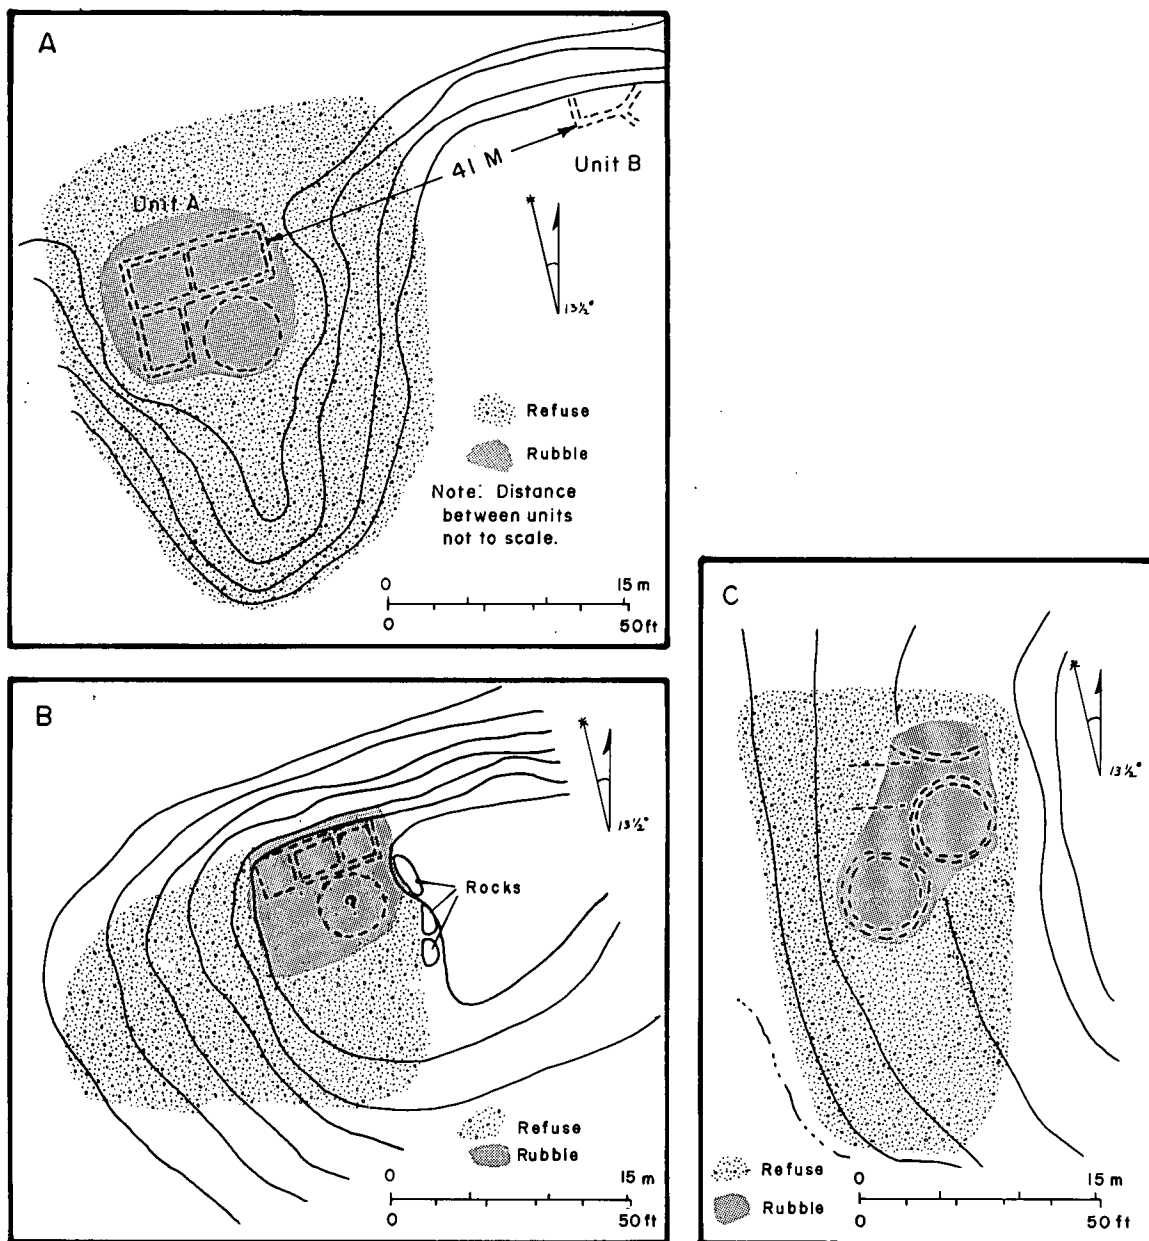 A
Unit A
41 M
Unit B
13½°
Refuse
Rubble
Note: Distance
between units
not to scale.
0 15 m
0 50 ft
B
13½°
Rocks
?
Refuse
Rubble
0 15 m
0 50 ft
C
13½°
Refuse
Rubble
0 15 m
0 50 ft